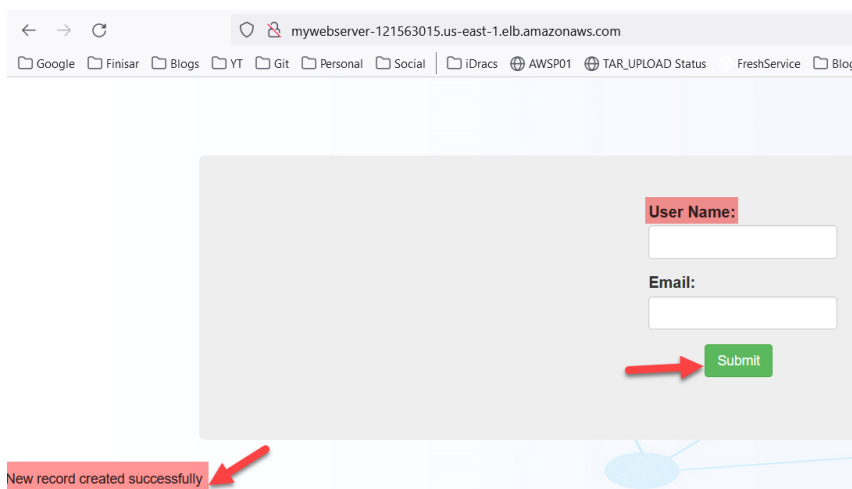 mywebserver-121563015.us-east-1.elb.amazonaws.com
Google Finisar Blogs YT Git Personal Social iDracs AWSP01 TAR_UPLOAD Status FreshService Blog
User Name:
Email:
Submit
New record created successfully